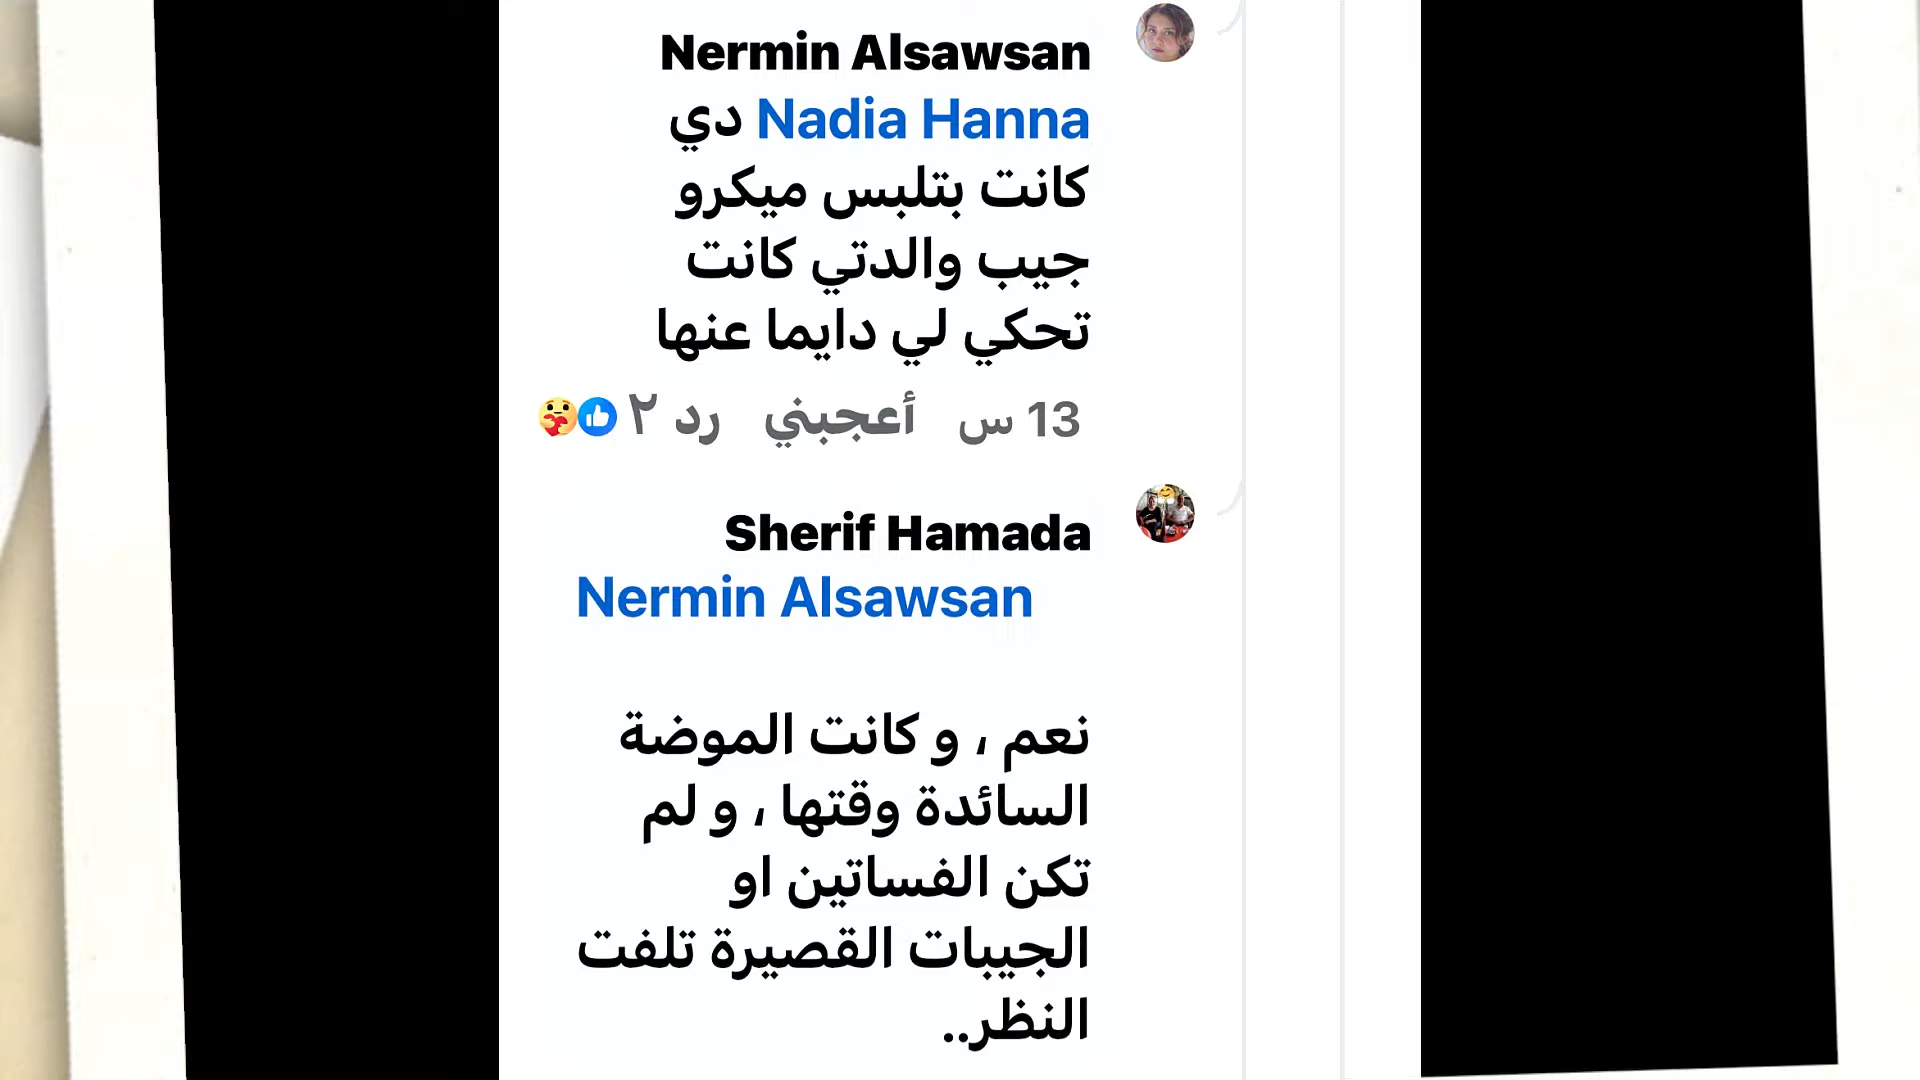 Nermin Alsawsan
Nadia Hanna دي
كانت بتلبس ميكرو
جيب والدتي كانت
تحكي لي دايما عنها
13 س أعجبني رد ٢
Sherif Hamada
Nermin Alsawsan
نعم ، و كانت الموضة
السائدة وقتها ، و لم
تكن الفساتين او
الجيبات القصيرة تلفت
النظر..